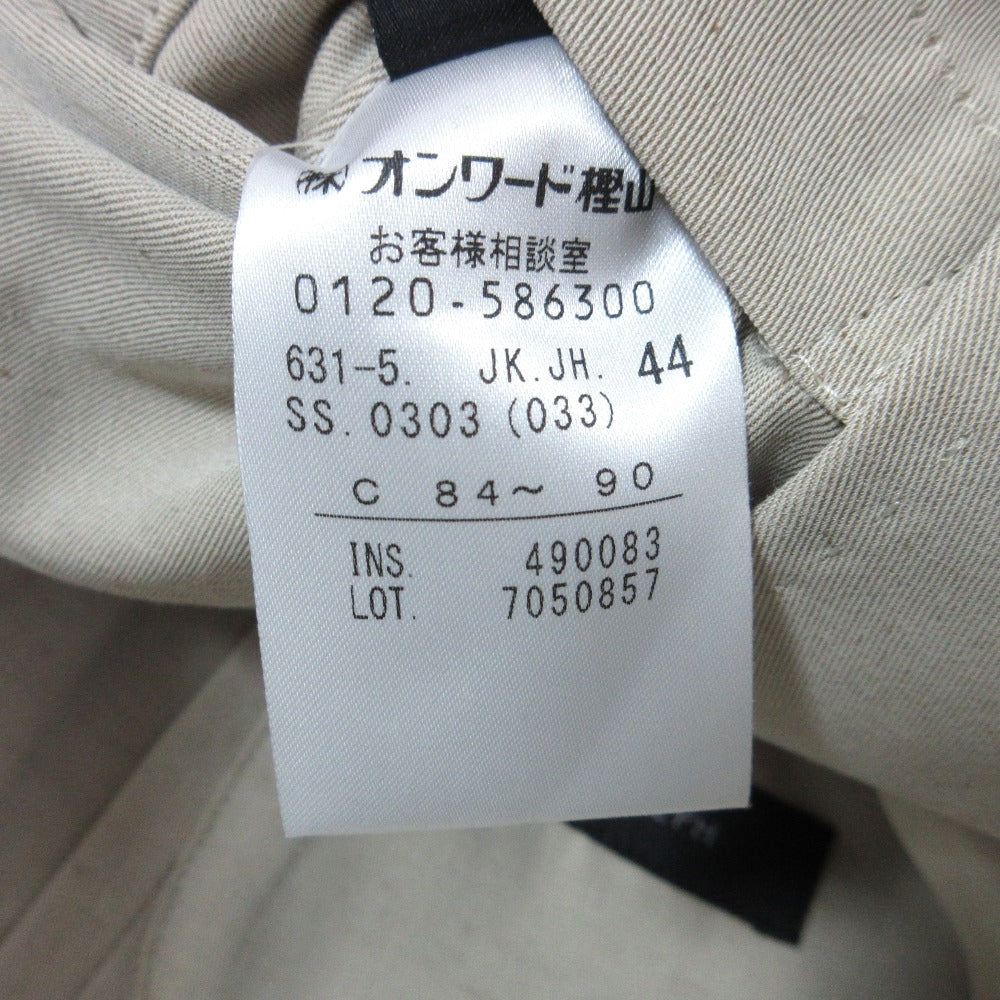 (株)オンワード樫山
お客様相談室
0120-586300
631-5. JK.JH. 44
SS.0303(033)
C 84〜 90
INS. 490083
LOT. 7050857